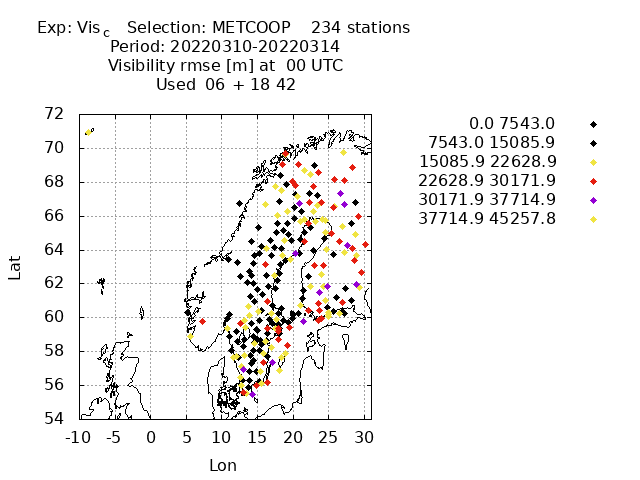 Exp: Vis c   Selection: METCOOP    234 stations
Period: 20220310-20220314
Visibility rmse [m] at  00 UTC
Used  06 + 18 42
0.0 7543.0
7543.0 15085.9
15085.9 22628.9
22628.9 30171.9
30171.9 37714.9
37714.9 45257.8
72
70
68
66
64
62
60
58
56
54
Lat
-10 -5 0 5 10 15 20 25 30
Lon